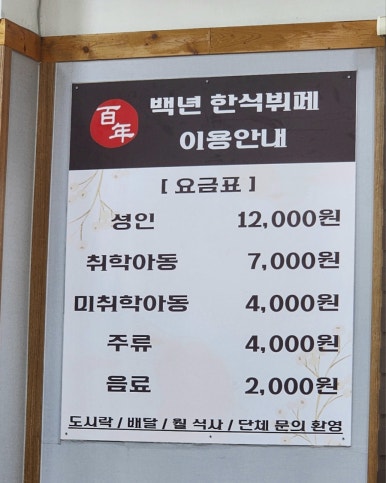 百年
백년 한식뷔페
이용안내
[ 요금표 ]
성인 12,000원
취학아동 7,000원
미취학아동 4,000원
주류 4,000원
음료 2,000원
도시락 / 배달 / 월 식사 / 단체 문의 환영